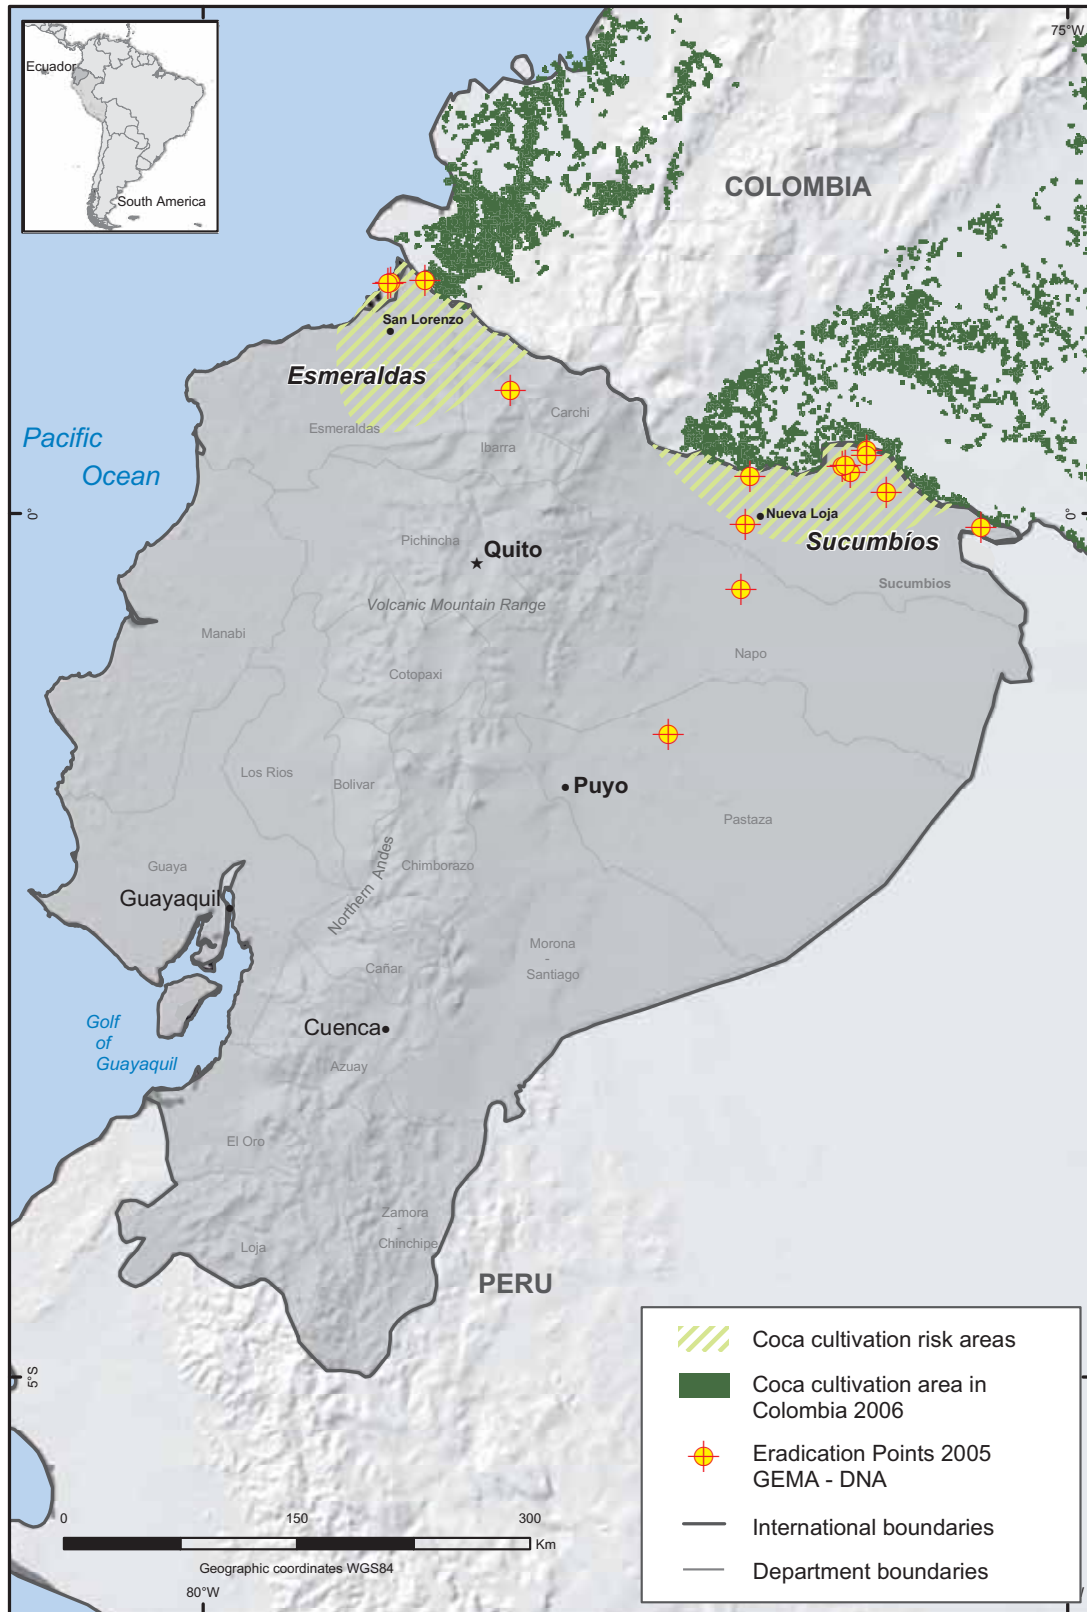 Ecuador
South America
75°W
COLOMBIA
San Lorenzo
Esmeraldas
Esmeraldas
Carchi
Ibarra
Pacific
Ocean
0°
0°
Nueva Loja
Sucumbíos
Pichincha
Quito
Volcanic Mountain Range
Sucumbios
Manabi
Napo
Cotopaxi
Los Rios
Bolivar
Puyo
Pastaza
Guaya
Chimborazo
Northern Andes
Guayaquil
Morona
-
Santiago
Cañar
Golf
of
Guayaquil
Cuenca
Azuay
El Oro
Zamora
-
Chinchipe
Loja
PERU
5°S
Coca cultivation risk areas
Coca cultivation area in
Colombia 2006
Eradication Points 2005
GEMA - DNA
International boundaries
Department boundaries
0 150 300
Km
Geographic coordinates WGS84
80°W